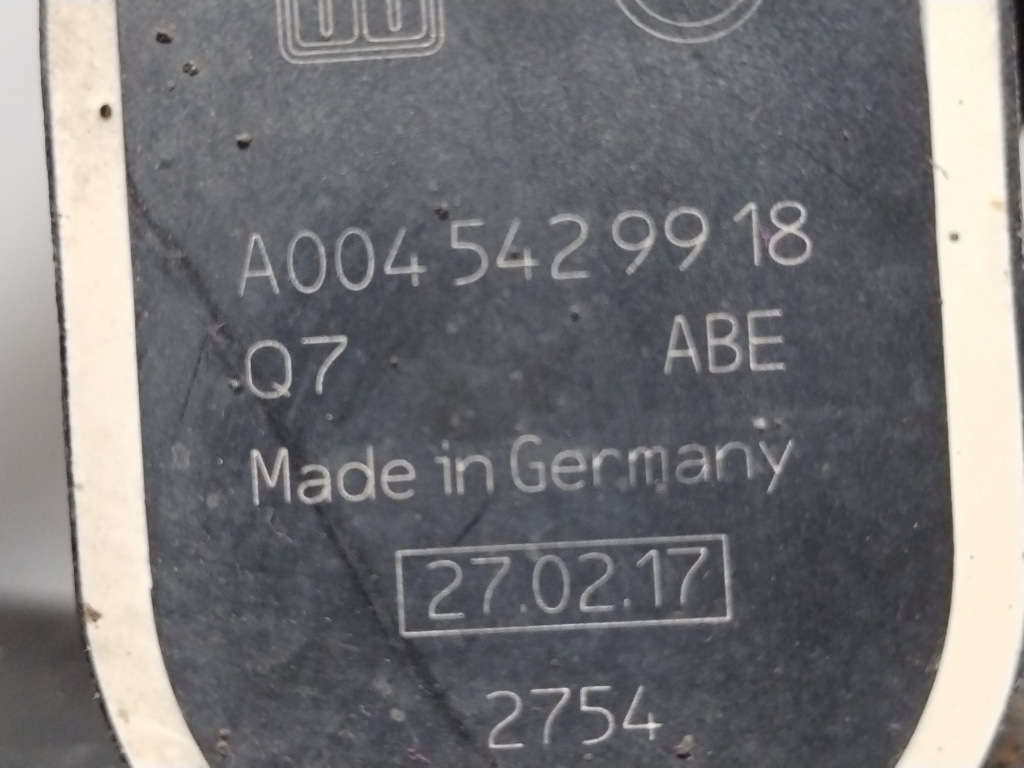 A004 542 99 18
Q7 ABE
Made in Germany
27.02.17
2754